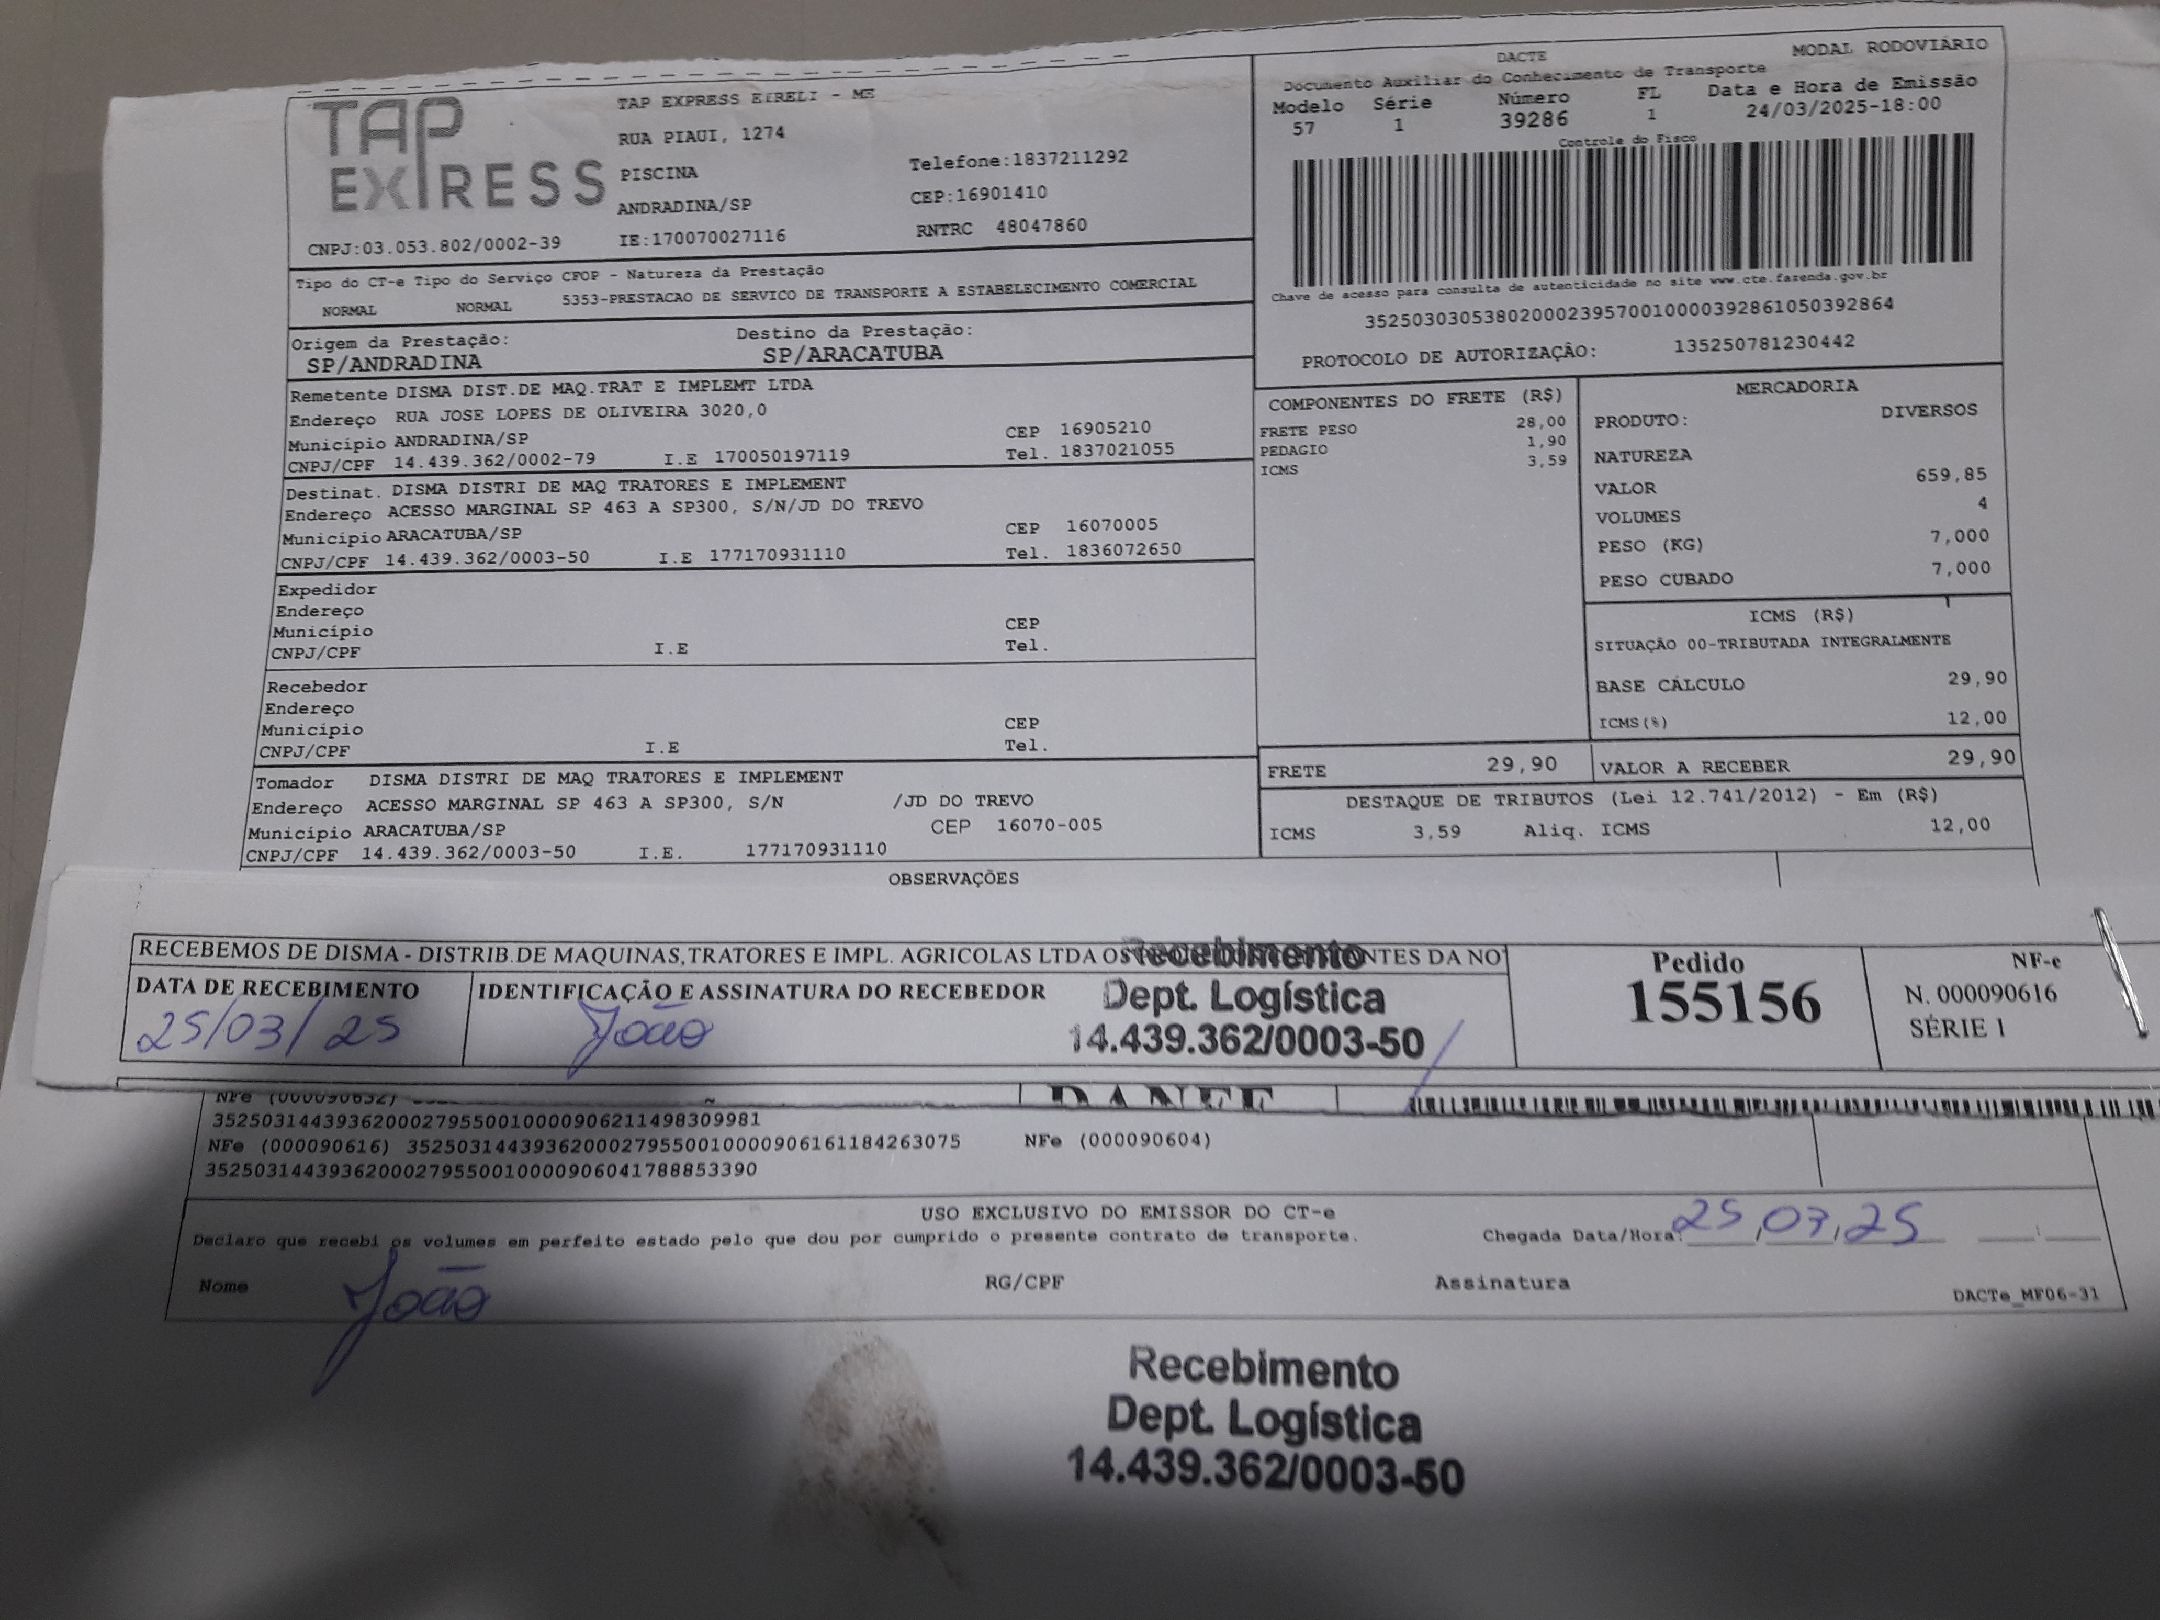 TAP EXPRESS
TAP EXPRESS EIRELI - ME
RUA PIAUI, 1274
PISCINA
Telefone:1837211292
ANDRADINA/SP
CEP:16901410
CNPJ:03.053.802/0002-39
IE:170070027116
RNTRC 48047860
DACTE
MODAL RODOVIÁRIO
Documento Auxiliar do Conhecimento de Transporte
Modelo Série Número FL Data e Hora de Emissão
57 1 39286 1 24/03/2025-18:00
Controle do Fisco
Chave de acesso para consulta de autenticidade no site www.cte.fazenda.gov.br
35250303053802000239570010000392861050392864
PROTOCOLO DE AUTORIZAÇÃO: 135250781230442
Tipo do CT-e Tipo do Serviço CFOP - Natureza da Prestação
NORMAL NORMAL 5353-PRESTACAO DE SERVICO DE TRANSPORTE A ESTABELECIMENTO COMERCIAL
Origem da Prestação: Destino da Prestação:
SP/ANDRADINA SP/ARACATUBA
Remetente DISMA DIST.DE MAQ.TRAT E IMPLEMT LTDA
Endereço RUA JOSE LOPES DE OLIVEIRA 3020,0
Município ANDRADINA/SP CEP 16905210
CNPJ/CPF 14.439.362/0002-79 I.E 170050197119 Tel. 1837021055
Destinat. DISMA DISTRI DE MAQ TRATORES E IMPLEMENT
Endereço ACESSO MARGINAL SP 463 A SP300, S/N/JD DO TREVO
Município ARACATUBA/SP CEP 16070005
CNPJ/CPF 14.439.362/0003-50 I.E 177170931110 Tel. 1836072650
Expedidor
Endereço
Município CEP
CNPJ/CPF I.E Tel.
Recebedor
Endereço
Município CEP
CNPJ/CPF I.E Tel.
Tomador DISMA DISTRI DE MAQ TRATORES E IMPLEMENT
Endereço ACESSO MARGINAL SP 463 A SP300, S/N /JD DO TREVO
Município ARACATUBA/SP CEP 16070-005
CNPJ/CPF 14.439.362/0003-50 I.E. 177170931110
COMPONENTES DO FRETE (R$)
FRETE PESO 28,00
PEDAGIO 1,90
ICMS 3,59
MERCADORIA
PRODUTO: DIVERSOS
NATUREZA
VALOR 659,85
VOLUMES 4
PESO (KG) 7,000
PESO CUBADO 7,000
ICMS (R$)
SITUAÇÃO 00-TRIBUTADA INTEGRALMENTE
BASE CÁLCULO 29,90
ICMS(%) 12,00
FRETE 29,90 VALOR A RECEBER 29,90
DESTAQUE DE TRIBUTOS (Lei 12.741/2012) - Em (R$)
ICMS 3,59 Aliq. ICMS 12,00
OBSERVAÇÕES
RECEBEMOS DE DISMA - DISTRIB.DE MAQUINAS,TRATORES E IMPL. AGRICOLAS LTDA OS NTES DA NO
DATA DE RECEBIMENTO
25/03/25
IDENTIFICAÇÃO E ASSINATURA DO RECEBEDOR
João
Recebimento
Dept. Logística
14.439.362/0003-50
Pedido
155156
NF-e
N. 000090616
SÉRIE 1
NFe (000090632)
DANFE
35250314439362000279550010000906211498309981
NFe (000090616) 35250314439362000279550010000906161184263075 NFe (000090604)
35250314439362000279550010000906041788853390
USO EXCLUSIVO DO EMISSOR DO CT-e
Declaro que recebi os volumes em perfeito estado pelo que dou por cumprido o presente contrato de transporte.
Chegada Data/Hora: 25/03/25
Nome João RG/CPF Assinatura
DACTe_MF06-31
Recebimento
Dept. Logística
14.439.362/0003-50